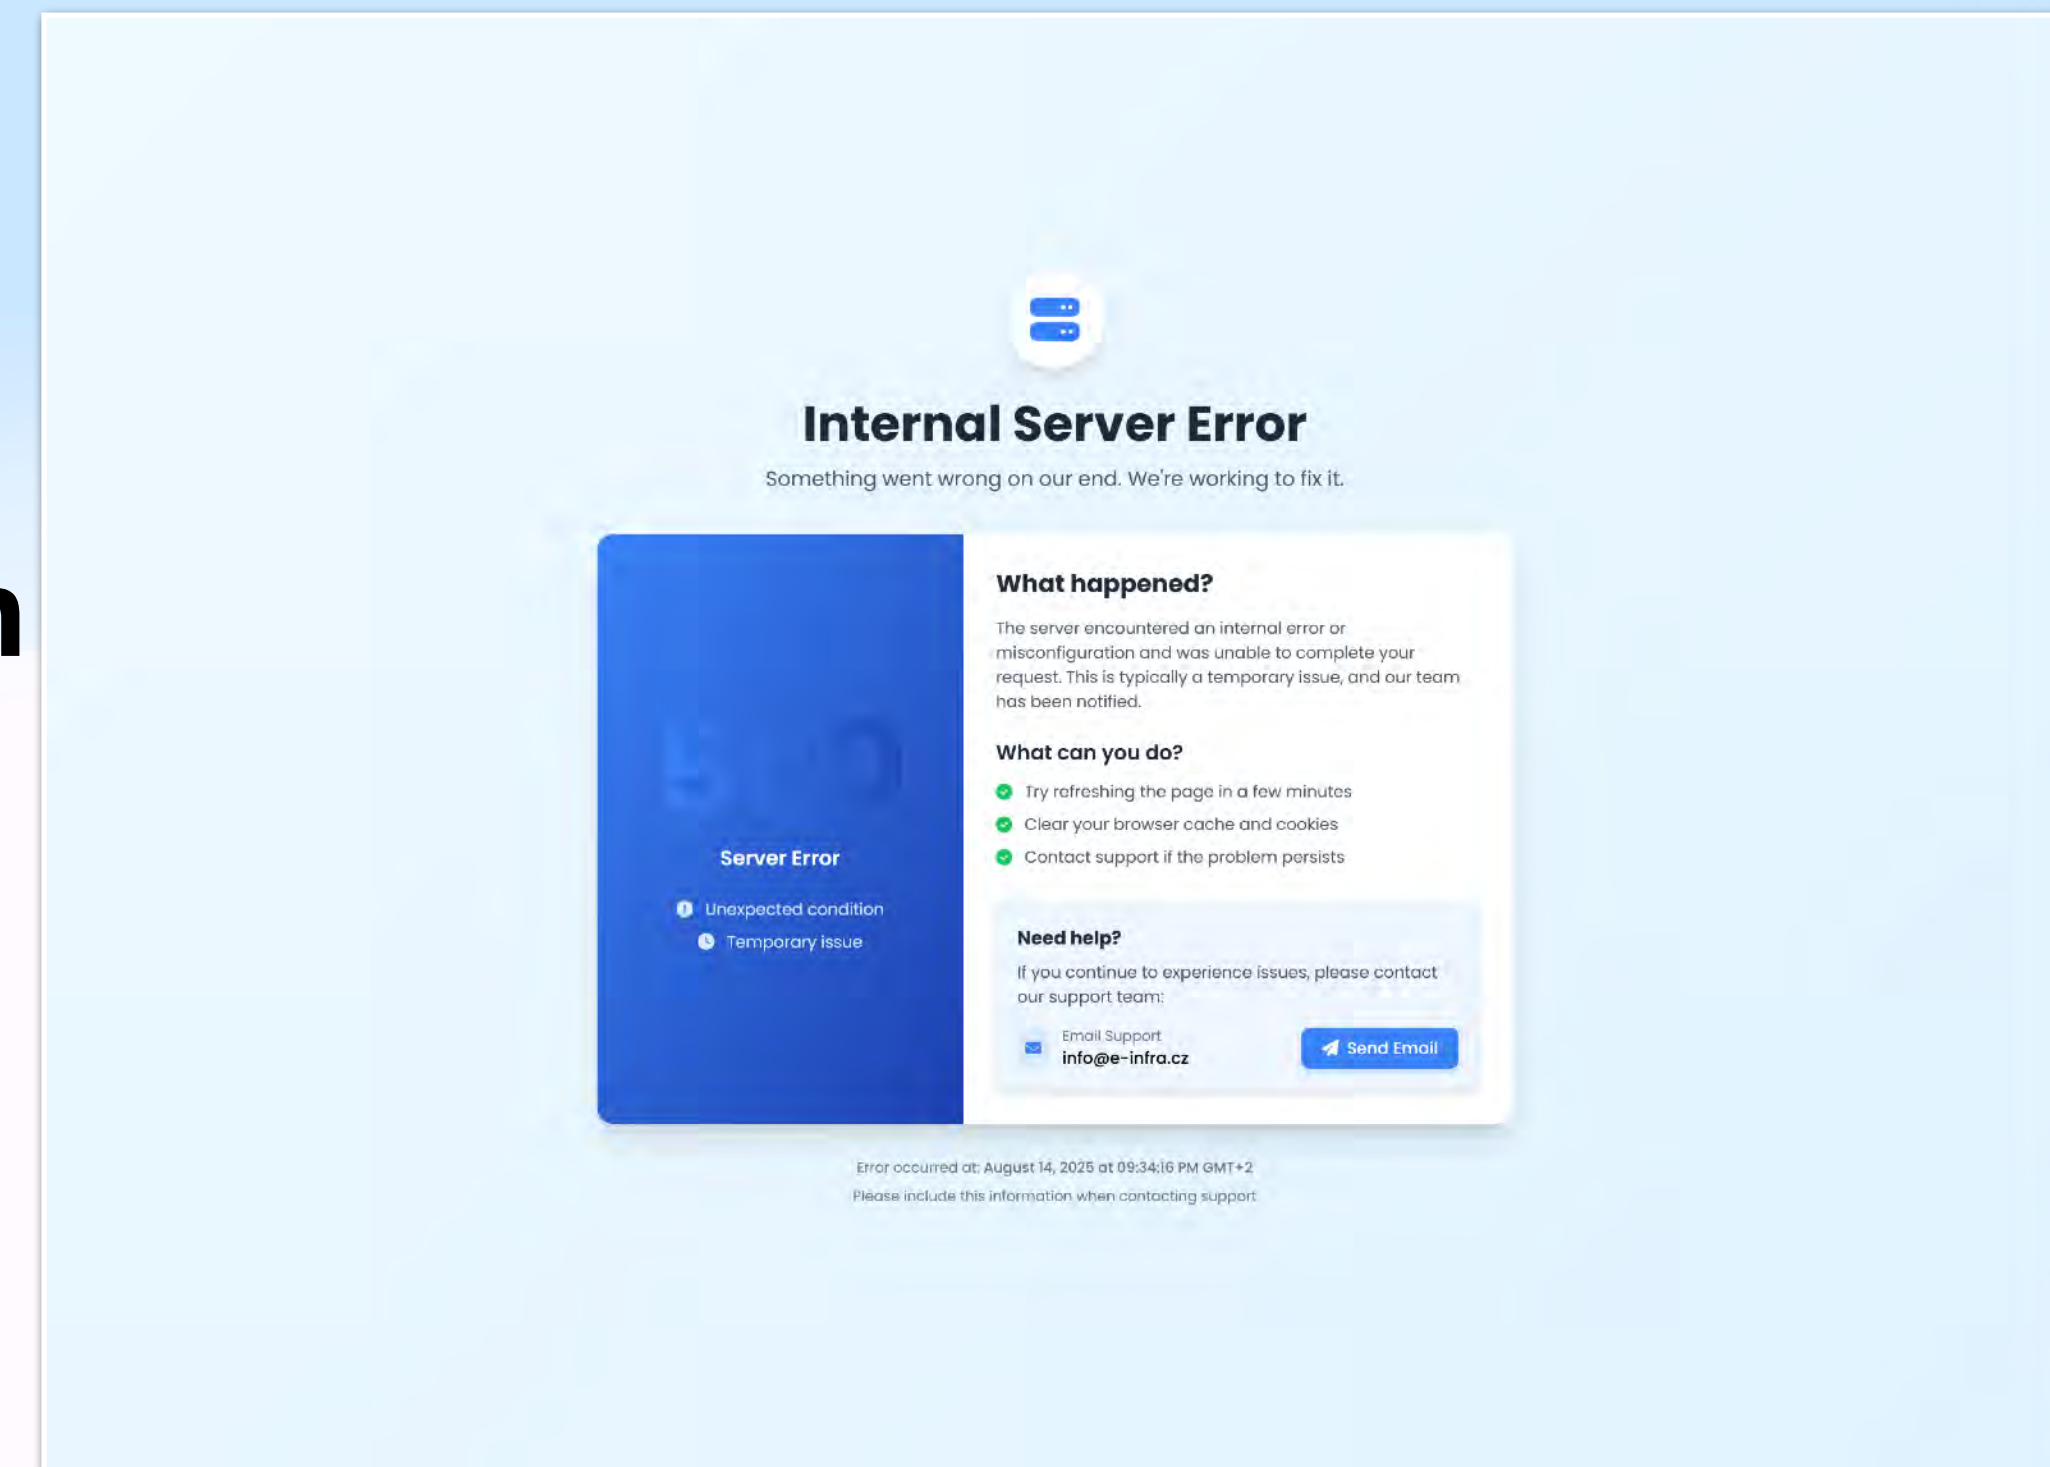 n
Internal Server Error
Something went wrong on our end. We're working to fix it.
Server Error
Unexpected condition
Temporary issue
What happened?
The server encountered an internal error or
misconfiguration and was unable to complete your
request. This is typically a temporary issue, and our team
has been notified.
What can you do?
Try refreshing the page in a few minutes
Clear your browser cache and cookies
Contact support if the problem persists
Need help?
If you continue to experience issues, please contact
our support team:
Email Support
info@e-infra.cz
Send Email
Error occurred at: August 14, 2025 at 09:34:16 PM GMT+2
Please include this information when contacting support